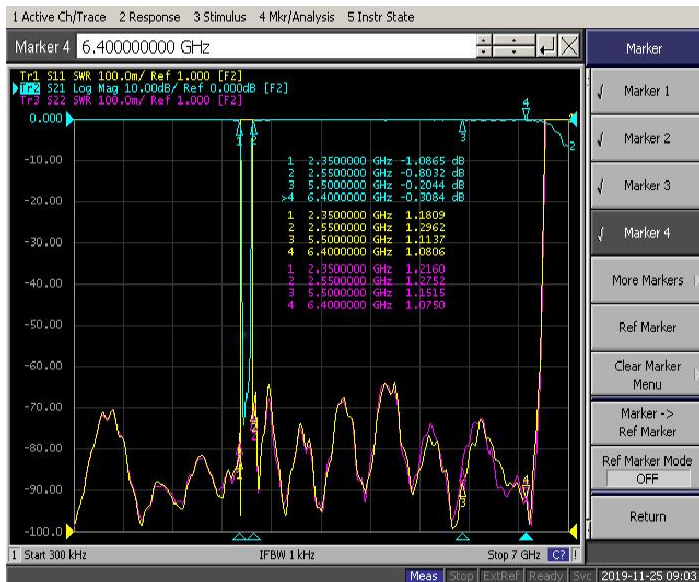 1 Active Ch/Trace 2 Response 3 Stimulus 4 Mkr/Analysis 5 Instr State
Marker 4 6.400000000 GHz
Marker
Tr1 S11 SWR 100.0m/ Ref 1.000 [F2]
Tr2 S21 Log Mag 10.00dB/ Ref 0.000dB [F2]
Tr3 S22 SWR 100.0m/ Ref 1.000 [F2]
0.000
-10.00
-20.00
-30.00
-40.00
-50.00
-60.00
-70.00
-80.00
-90.00
-100.0
1 2 3 4
2
1 2.3500000 GHz -1.0865 dB
2 2.5500000 GHz -0.8032 dB
3 5.5000000 GHz -0.2044 dB
>4 6.4000000 GHz -0.3084 dB
1 2.3500000 GHz 1.1809
2 2.5500000 GHz 1.2962
3 5.5000000 GHz 1.1137
4 6.4000000 GHz 1.0806
1 2.3500000 GHz 1.2160
2 2.5500000 GHz 1.2752
3 5.5000000 GHz 1.1515
4 6.4000000 GHz 1.0750
1 3 4
√ Marker 1
√ Marker 2
√ Marker 3
√ Marker 4
More Markers
Ref Marker
Clear Marker
Menu
Marker ->
Ref Marker
Ref Marker Mode
OFF
Return
1 Start 300 kHz IFBW 1 kHz Stop 7 GHz C? !
Meas Stop ExtRef Ready Svc 2019-11-25 09:03